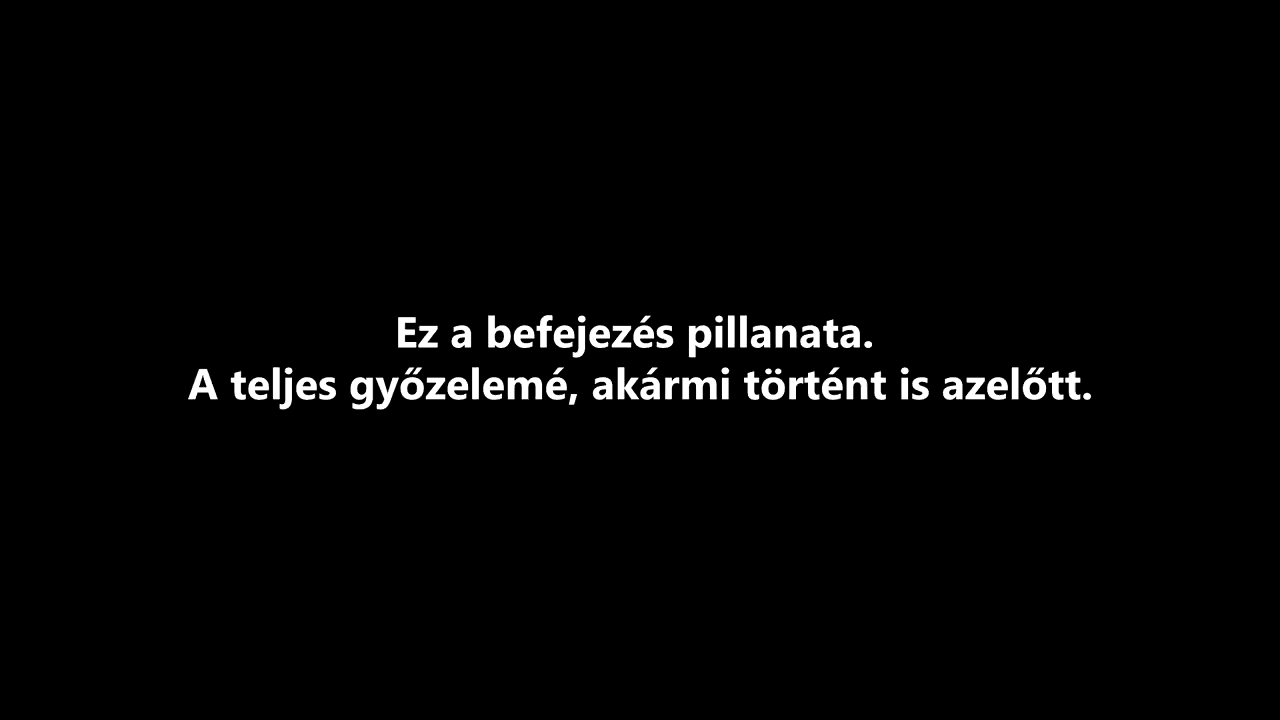 Ez a befejezés pillanata.
A teljes győzelemé, akármi történt is azelőtt.